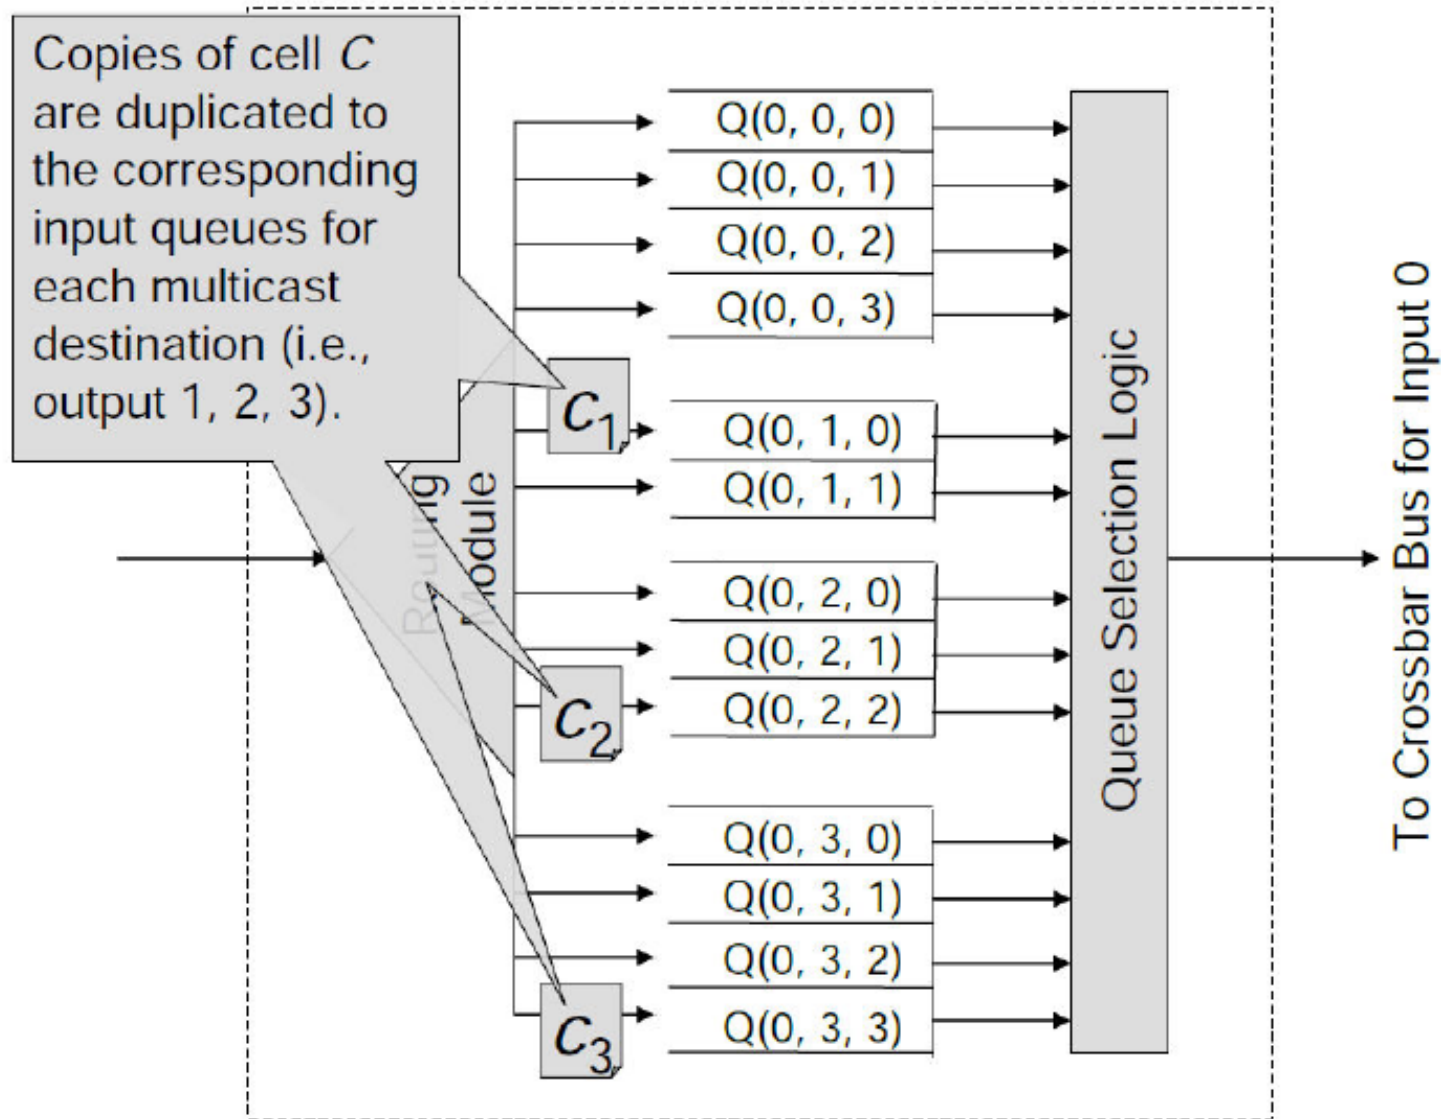 Copies of cell C
are duplicated to
the corresponding
input queues for
each multicast
destination (i.e.,
output 1, 2, 3).
Routing
Module
C1
C2
C3
Q(0, 0, 0)
Q(0, 0, 1)
Q(0, 0, 2)
Q(0, 0, 3)
Q(0, 1, 0)
Q(0, 1, 1)
Q(0, 2, 0)
Q(0, 2, 1)
Q(0, 2, 2)
Q(0, 3, 0)
Q(0, 3, 1)
Q(0, 3, 2)
Q(0, 3, 3)
Queue Selection Logic
To Crossbar Bus for Input 0